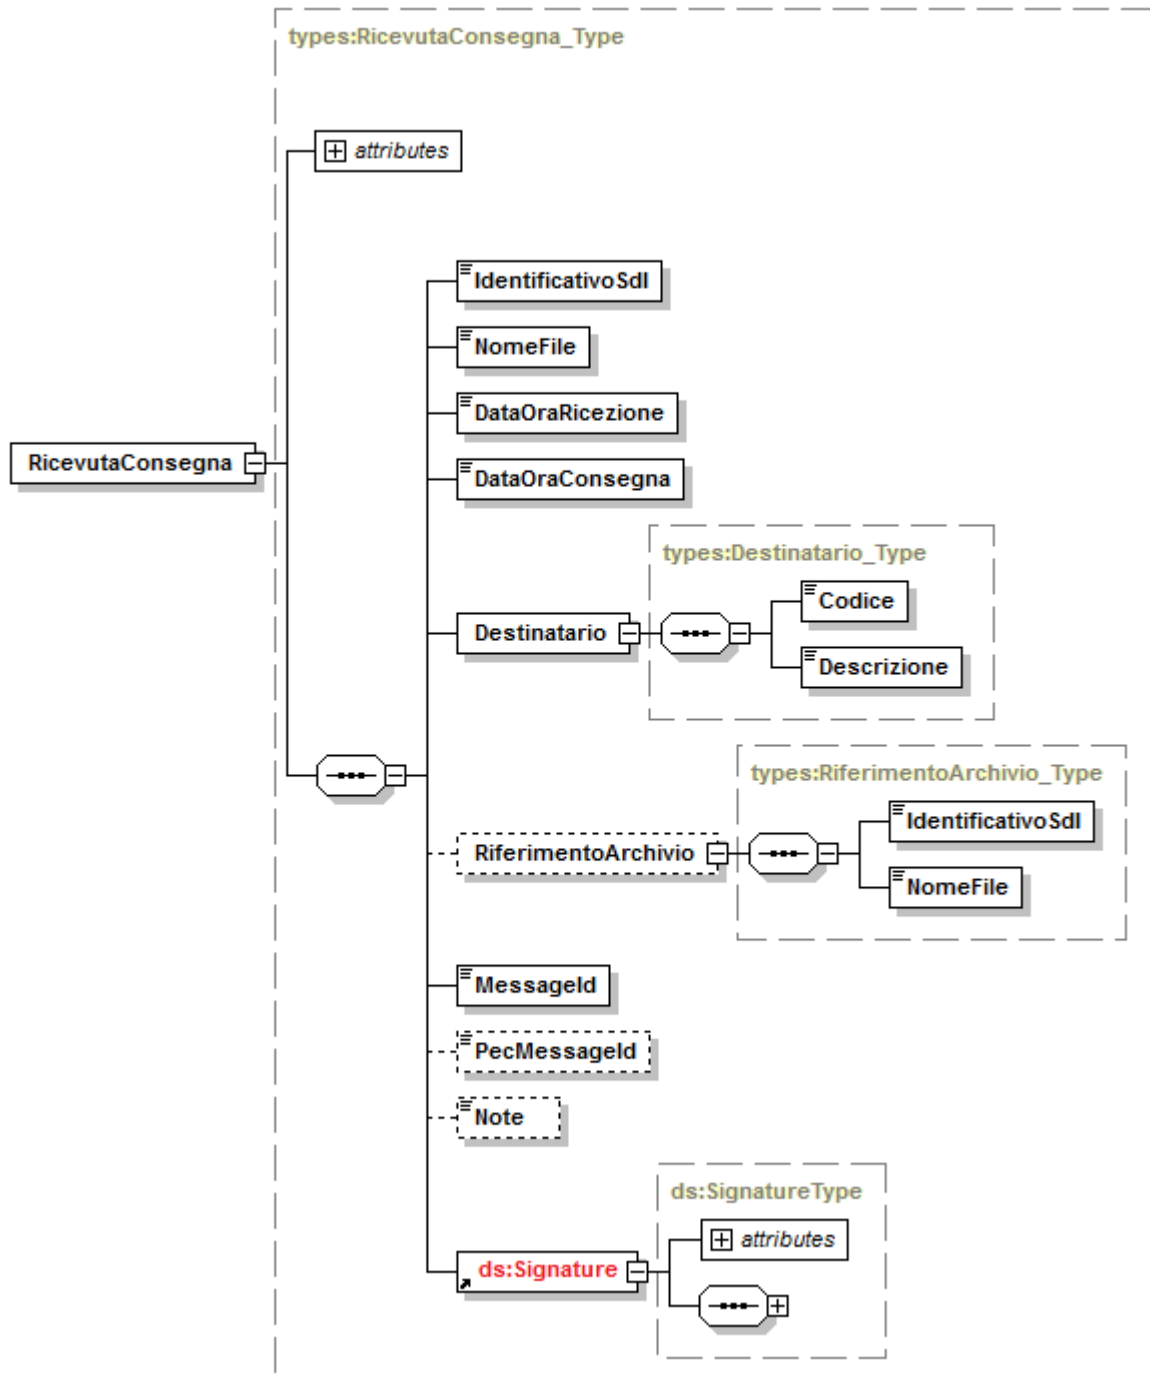 types:RicevutaConsegna_Type
attributes
IdentificativoSdI
NomeFile
DataOraRicezione
RicevutaConsegna
DataOraConsegna
types:Destinatario_Type
Codice
Destinatario
Descrizione
types:RiferimentoArchivio_Type
IdentificativoSdI
RiferimentoArchivio
NomeFile
MessageId
PecMessageId
Note
ds:SignatureType
attributes
ds:Signature